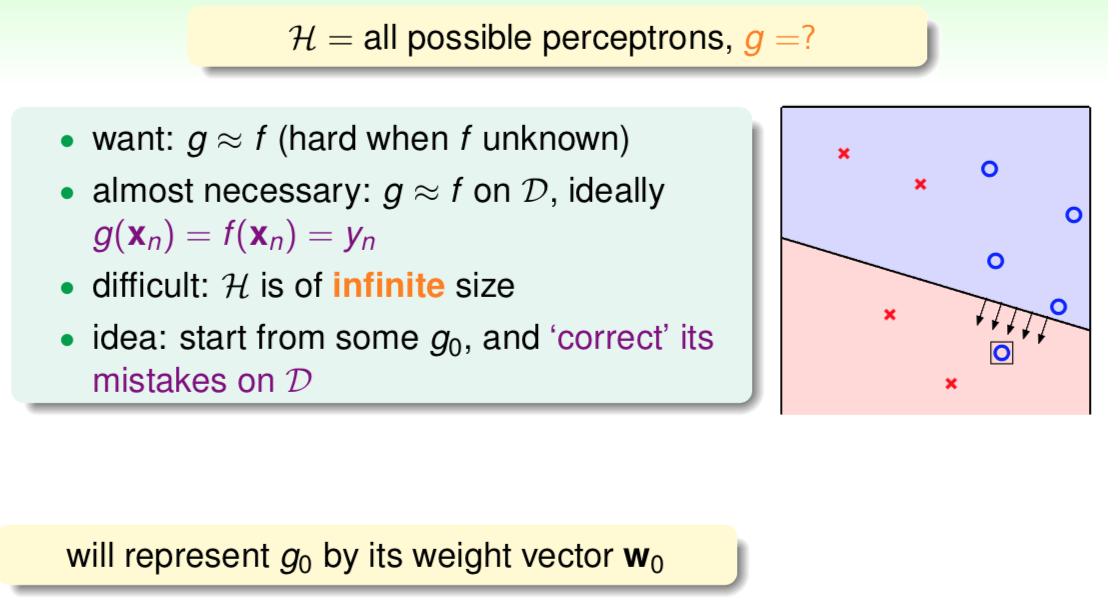 ℋ = all possible perceptrons, g =?
• want: g ≈ f (hard when f unknown)
• almost necessary: g ≈ f on 𝒟, ideally
g(𝐱ₙ) = f(𝐱ₙ) = yₙ
• difficult: ℋ is of infinite size
• idea: start from some g₀, and ‘correct’ its
mistakes on 𝒟
will represent g₀ by its weight vector 𝐰₀